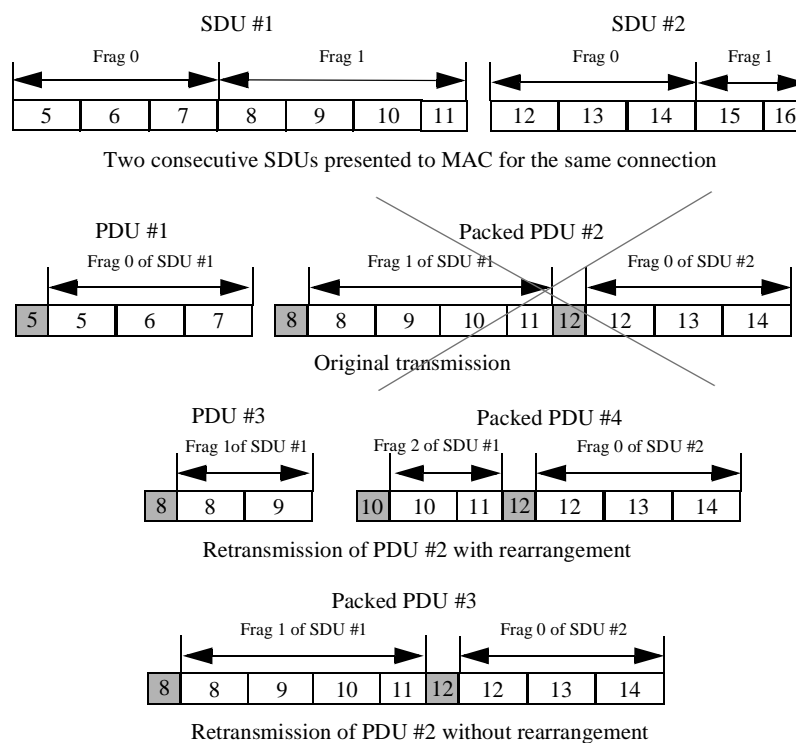 SDU #1 SDU #2
Frag 0 Frag 1 Frag 0 Frag 1
5 6 7 8 9 10 11 12 13 14 15 16
Two consecutive SDUs presented to MAC for the same connection
PDU #1 Packed PDU #2
Frag 0 of SDU #1 Frag 1 of SDU #1 Frag 0 of SDU #2
5 5 6 7 8 8 9 10 11 12 12 13 14
Original transmission
PDU #3 Packed PDU #4
Frag 1of SDU #1 Frag 2 of SDU #1 Frag 0 of SDU #2
8 8 9 10 10 11 12 12 13 14
Retransmission of PDU #2 with rearrangement
Packed PDU #3
Frag 1 of SDU #1 Frag 0 of SDU #2
8 8 9 10 11 12 12 13 14
Retransmission of PDU #2 without rearrangement